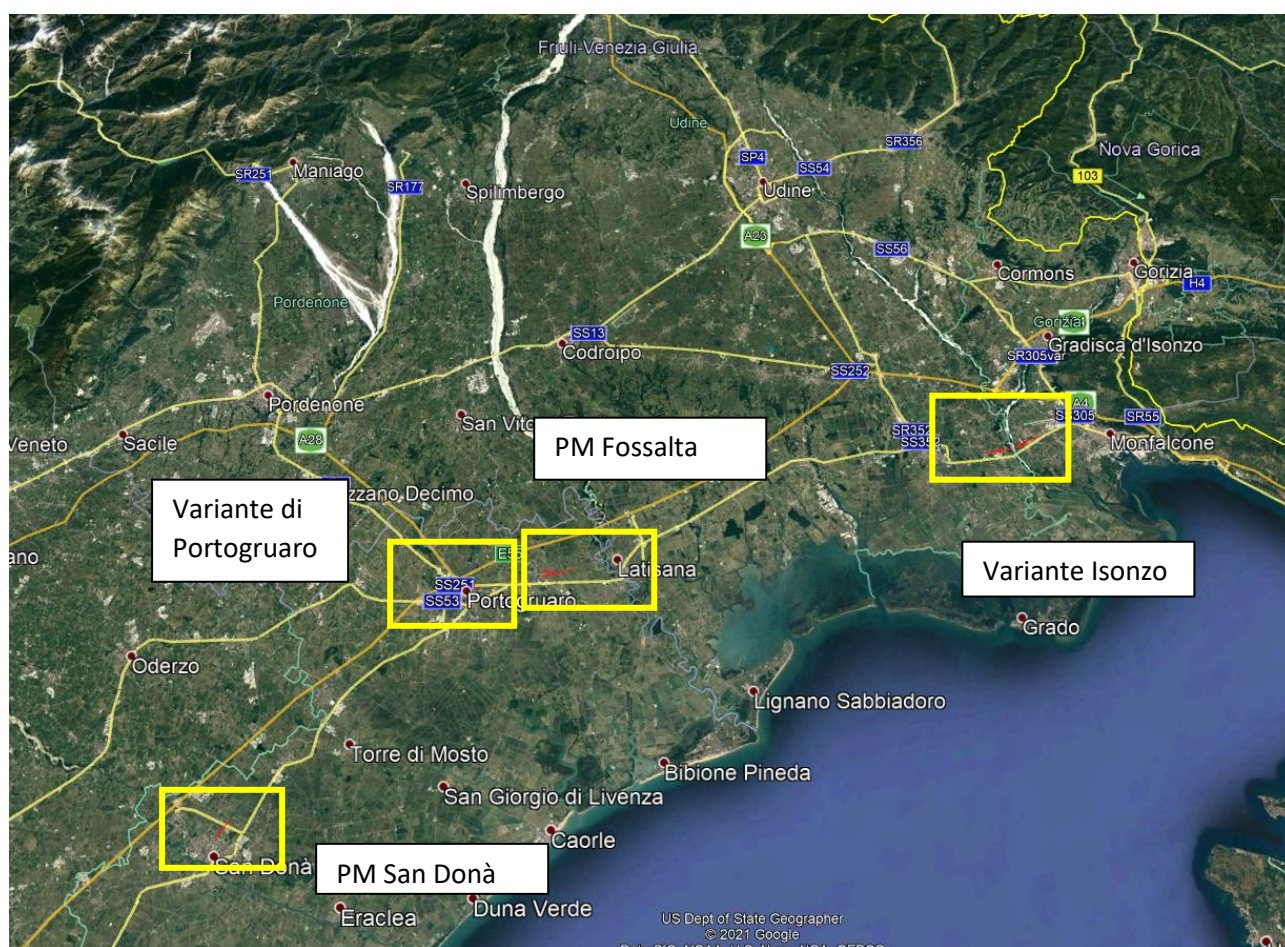 Friuli-Venezia Giulia
Udine
SR356
SP4
SS54
Nova Gorica
SR251
Maniago
SR177
Spilimbergo
Udine
103
A23
SS56
Cormons
Gorizia
H4
Pordenone
Gorizia
SS13
Codroipo
Gradisca d'Isonzo
SR305var
SS252
Pordenone
A4
SS305
SR55
Veneto
Sacile
A28
San Vito
SR352
SS352
Monfalcone
PM Fossalta
Variante di
Portogruaro
zzano Decimo
Latisana
SS251
Portogruaro
SS53
Variante Isonzo
Grado
ano
Oderzo
Lignano Sabbiadoro
Torre di Mosto
Bibione Pineda
San Giorgio di Livenza
Caorle
San Donà
PM San Donà
Eraclea
Duna Verde
US Dept of State Geographer
© 2021 Google